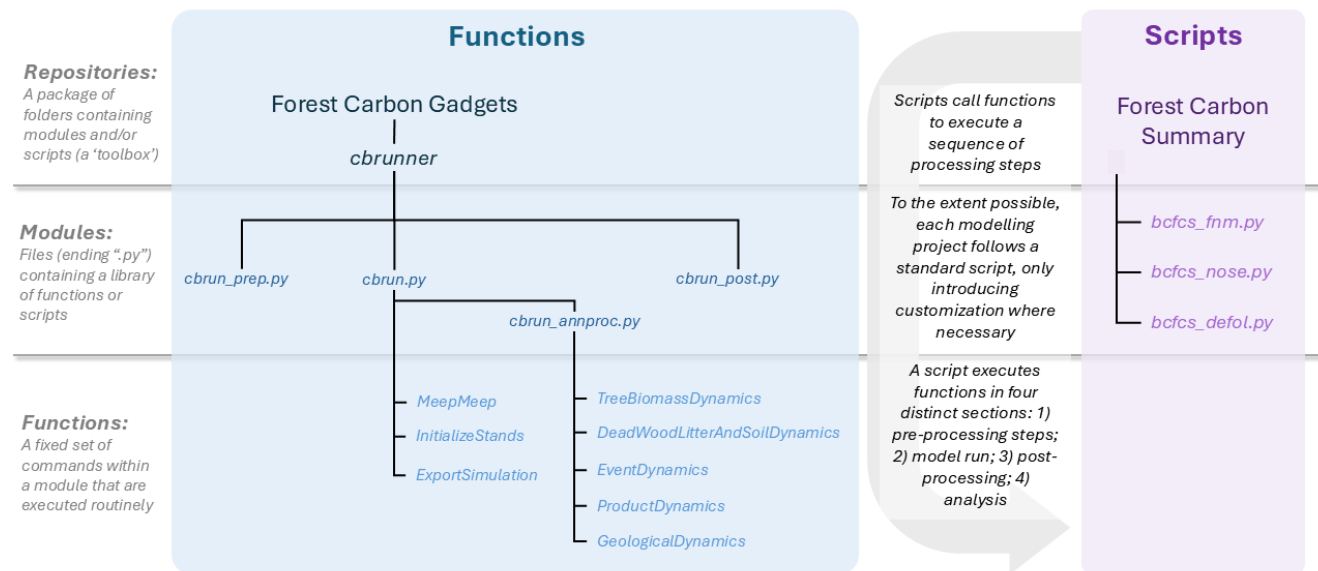 Functions
Scripts
Repositories:
A package of
folders containing
modules and/or
scripts (a ‘toolbox’)
Forest Carbon Gadgets
cbrunner
Scripts call functions
to execute a
sequence of
processing steps
Forest Carbon
Summary
Modules:
Files (ending “.py”)
containing a library
of functions or
scripts
cbrun_prep.py
cbrun.py
cbrun_post.py
cbrun_annproc.py
To the extent possible,
each modelling
project follows a
standard script, only
introducing
customization where
necessary
bcfcs_fnm.py
bcfcs_nose.py
bcfcs_defol.py
Functions:
A fixed set of
commands within
a module that are
executed routinely
MeepMeep
InitializeStands
ExportSimulation
TreeBiomassDynamics
DeadWoodLitterAndSoilDynamics
EventDynamics
ProductDynamics
GeologicalDynamics
A script executes
functions in four
distinct sections: 1)
pre-processing steps;
2) model run; 3) post-
processing; 4)
analysis